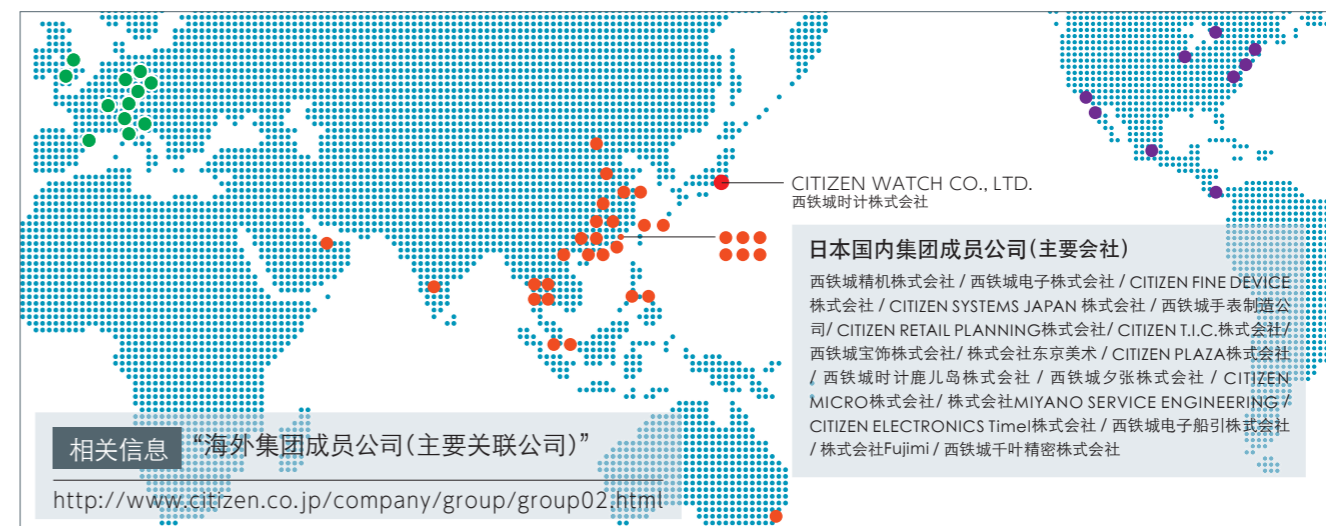 CITIZEN WATCH CO., LTD.
西铁城时计株式会社
日本国内集团成员公司(主要会社)
西铁城精机株式会社 / 西铁城电子株式会社 / CITIZEN FINE DEVICE
株式会社 / CITIZEN SYSTEMS JAPAN 株式会社 / 西铁城手表制造公
司/ CITIZEN RETAIL PLANNING株式会社/ CITIZEN T.I.C.株式会社/
西铁城宝饰株式会社/ 株式会社东京美术 / CITIZEN PLAZA株式会社
/ 西铁城时计鹿儿岛株式会社 / 西铁城夕张株式会社 / CITIZEN
MICRO株式会社/ 株式会社MIYANO SERVICE ENGINEERING /
CITIZEN ELECTRONICS Timel株式会社 / 西铁城电子船引株式会社
/ 株式会社Fujimi / 西铁城千叶精密株式会社
相关信息 “海外集团成员公司(主要关联公司)”
http://www.citizen.co.jp/company/group/group02.html